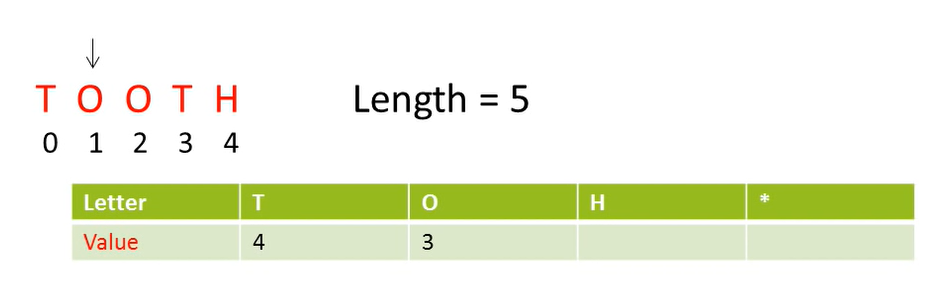 T O O T H
0 1 2 3 4
Length = 5
Letter T O H *
Value 4 3